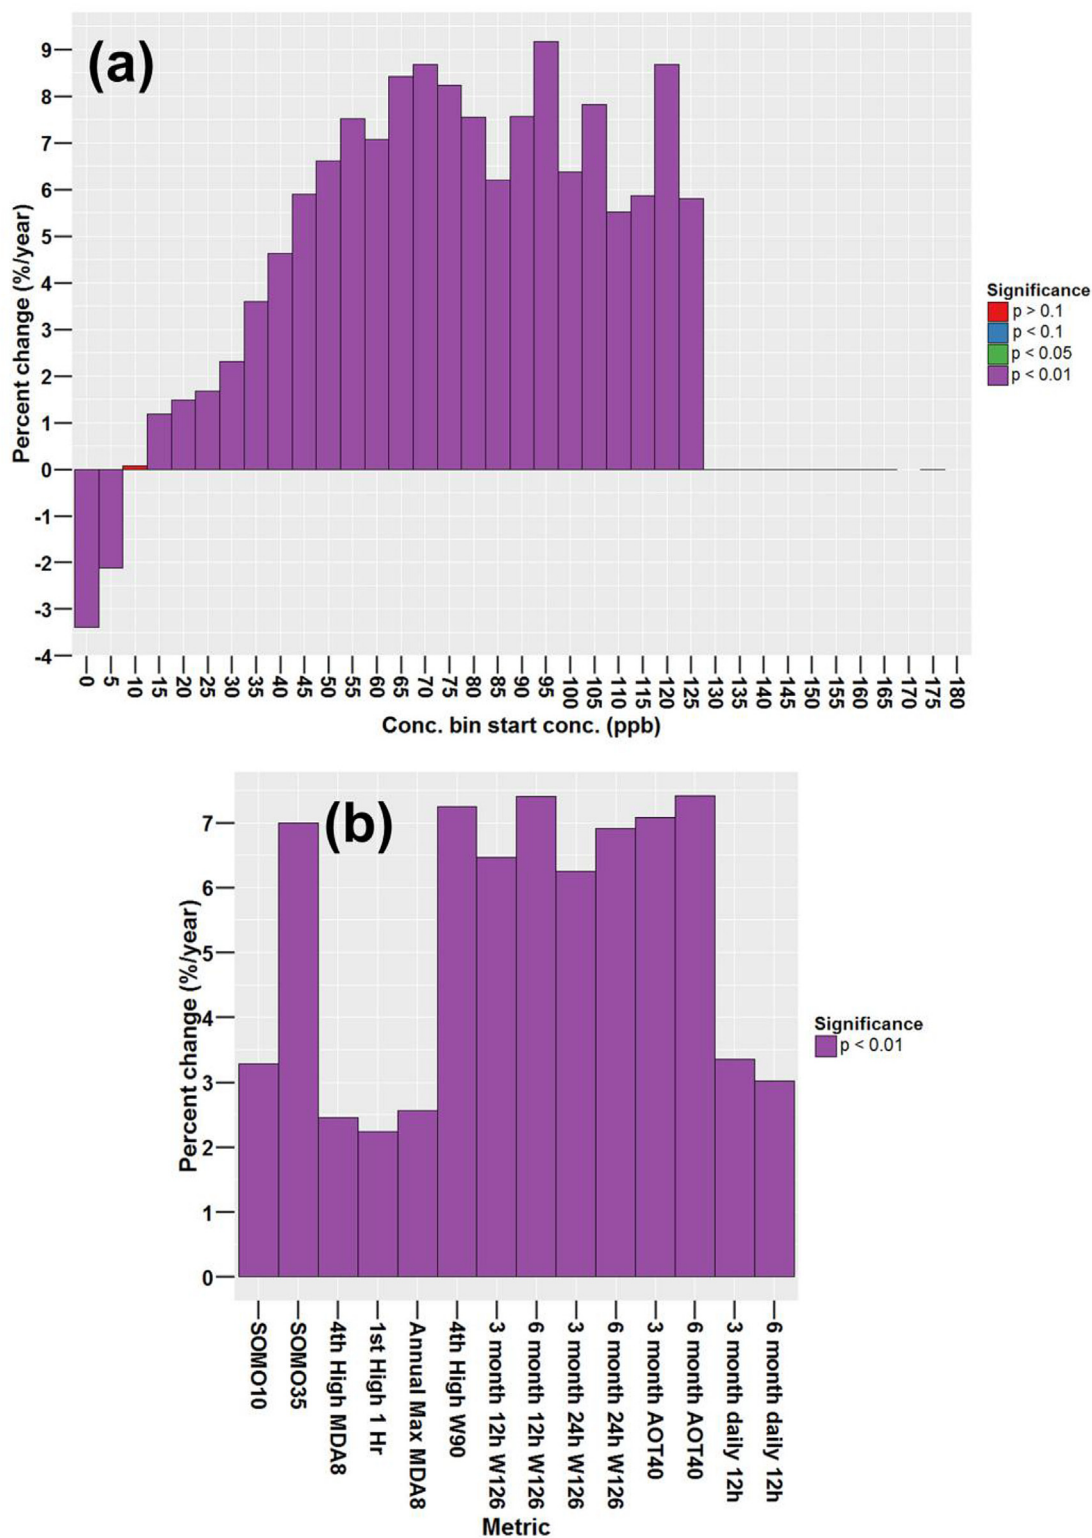 (a)
Percent change (%/year)
9
8
7
6
5
4
3
2
1
0
-1
-2
-3
-4
0 5 10 15 20 25 30 35 40 45 50 55 60 65 70 75 80 85 90 95 100 105 110 115 120 125 130 135 140 145 150 155 160 165 170 175 180
Conc. bin start conc. (ppb)
Significance
p > 0.1
p < 0.1
p < 0.05
p < 0.01
(b)
Percent change (%/year)
7
6
5
4
3
2
1
0
SOMO10
SOMO35
4th High MDA8
1st High 1 Hr
Annual Max MDA8
4th High W90
3 month 12h W126
6 month 12h W126
3 month 24h W126
6 month 24h W126
3 month AOT40
6 month AOT40
3 month daily 12h
6 month daily 12h
Metric
Significance
p < 0.01